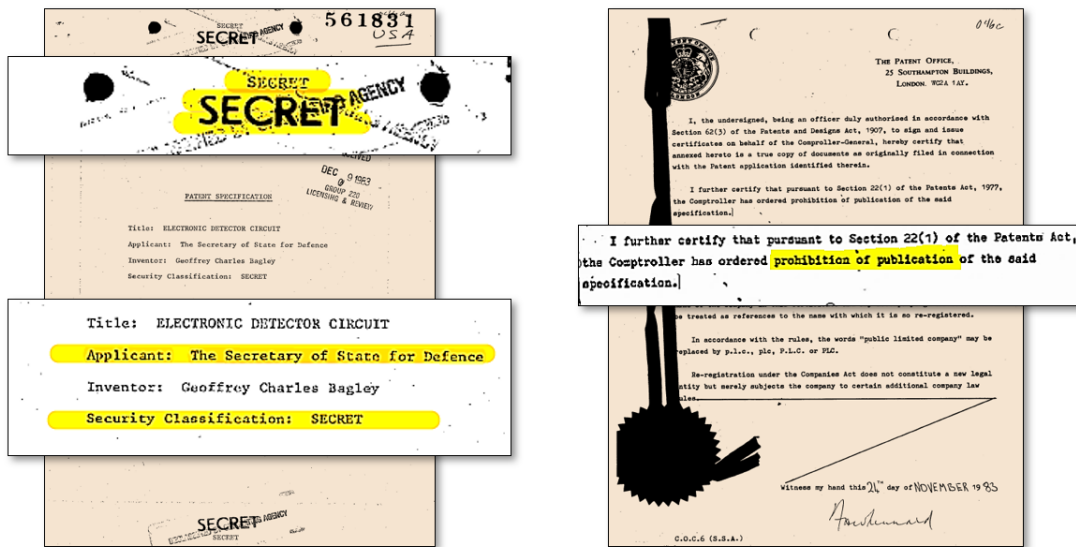 561831
USA
SECRET
SECRET
SECRET
SECRET AGENCY
DEC 9 1983
GROUP 220
LICENSING & REVIEW
PATENT SPECIFICATION
Title: ELECTRONIC DETECTOR CIRCUIT
Applicant: The Secretary of State for Defence
Inventor: Geoffrey Charles Bagley
Security Classification: SECRET
Title: ELECTRONIC DETECTOR CIRCUIT
Applicant: The Secretary of State for Defence
Inventor: Geoffrey Charles Bagley
Security Classification: SECRET
SECRET AGENCY
SECRET
THE PATENT OFFICE,
25 SOUTHAMPTON BUILDINGS,
LONDON. WC2A 1AY.
I, the undersigned, being an officer duly authorised in accordance with
Section 62(3) of the Patents and Designs Act, 1907, to sign and issue
certificates on behalf of the Comptroller-General, hereby certify that
annexed hereto is a true copy of documents as originally filed in connection
with the Patent application identified therein.
I further certify that pursuant to Section 22(1) of the Patents Act, 1977,
the Comptroller has ordered prohibition of publication of the said
specification.
I further certify that pursuant to Section 22(1) of the Patents Act,
the Comptroller has ordered prohibition of publication of the said
specification.
be treated as references to the name with which it is so re-registered.
In accordance with the rules, the words "public limited company" may be
replaced by p.l.c., plc, P.L.C. or PLC.
Re-registration under the Companies Act does not constitute a new legal
entity but merely subjects the company to certain additional company law
rules.
Witness my hand this 24th day of NOVEMBER 1983
C.O.C.6 (S.S.A.)